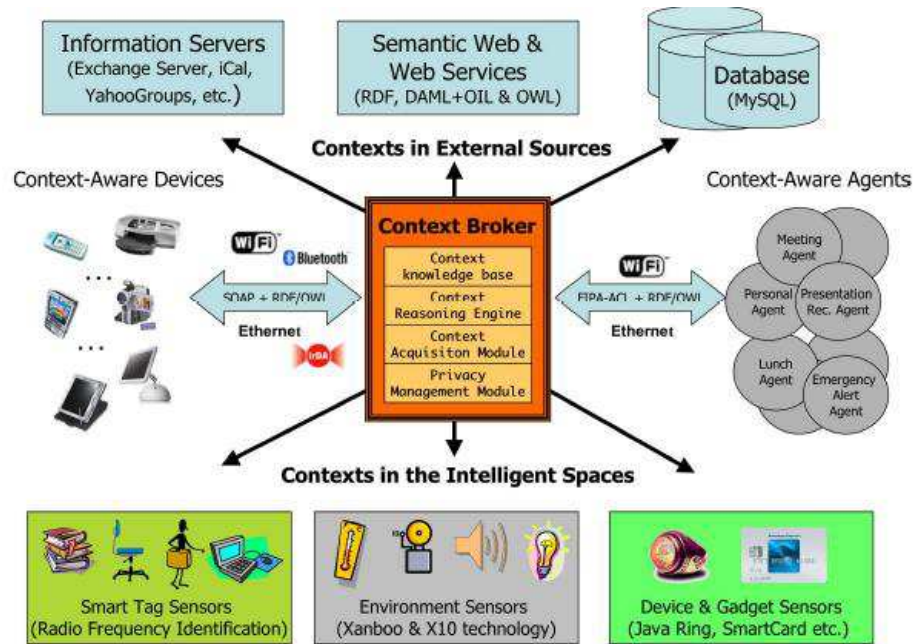 Information Servers
(Exchange Server, iCal,
YahooGroups, etc.)
Semantic Web &
Web Services
(RDF, DAML+OIL & OWL)
Database
(MySQL)
Contexts in External Sources
Context-Aware Devices
Context-Aware Agents
Wi Fi
Bluetooth
SOAP + RDF/OWL
Ethernet
IrDA
Context Broker
Context
knowledge base
Context
Reasoning Engine
Context
Acquisiton Module
Privacy
Management Module
Wi Fi
FIPA-ACL + RDF/OWL
Ethernet
Meeting
Agent
Personal
Agent
Presentation
Rec. Agent
Lunch
Agent
Emergency
Alert
Agent
Contexts in the Intelligent Spaces
Smart Tag Sensors
(Radio Frequency Identification)
Environment Sensors
(Xanboo & X10 technology)
Device & Gadget Sensors
(Java Ring, SmartCard etc.)